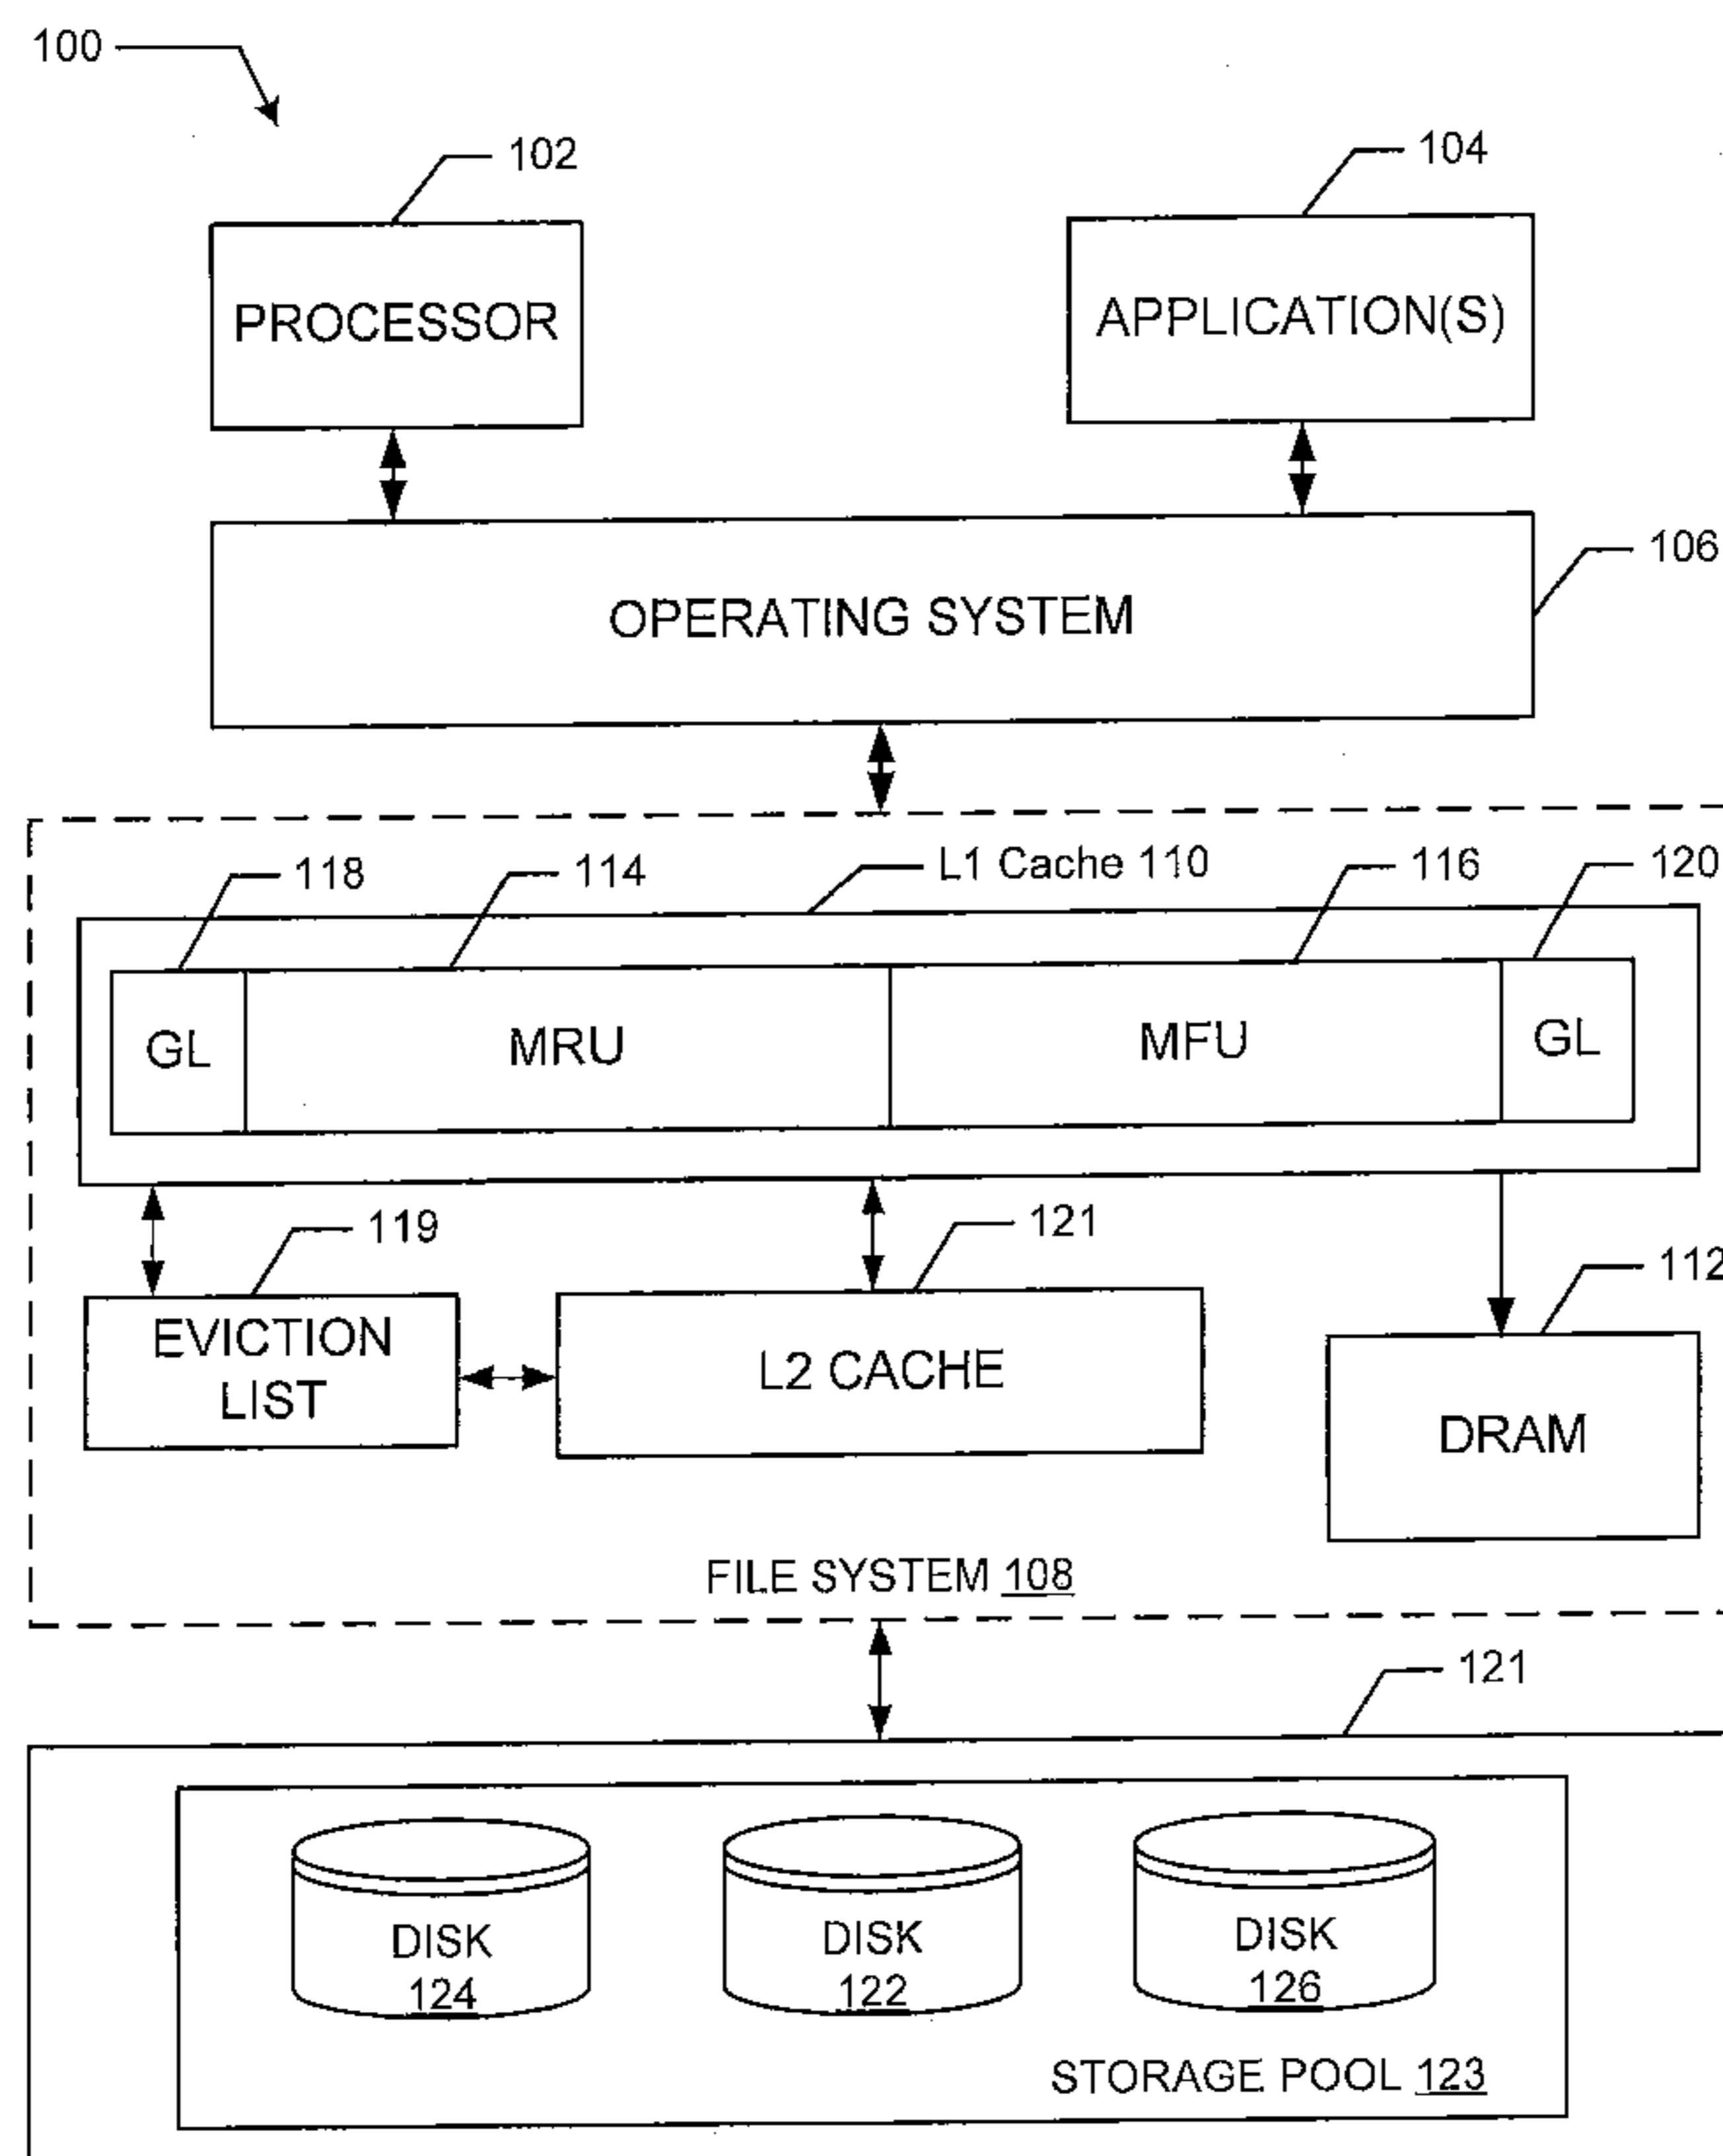 100
102
104
PROCESSOR
APPLICATION(S)
106
OPERATING SYSTEM
118
114
L1 Cache 110
116
120
GL
MRU
MFU
GL
119
121
112
EVICTION
LIST
L2 CACHE
DRAM
FILE SYSTEM 108
121
DISK
124
DISK
122
DISK
126
STORAGE POOL 123